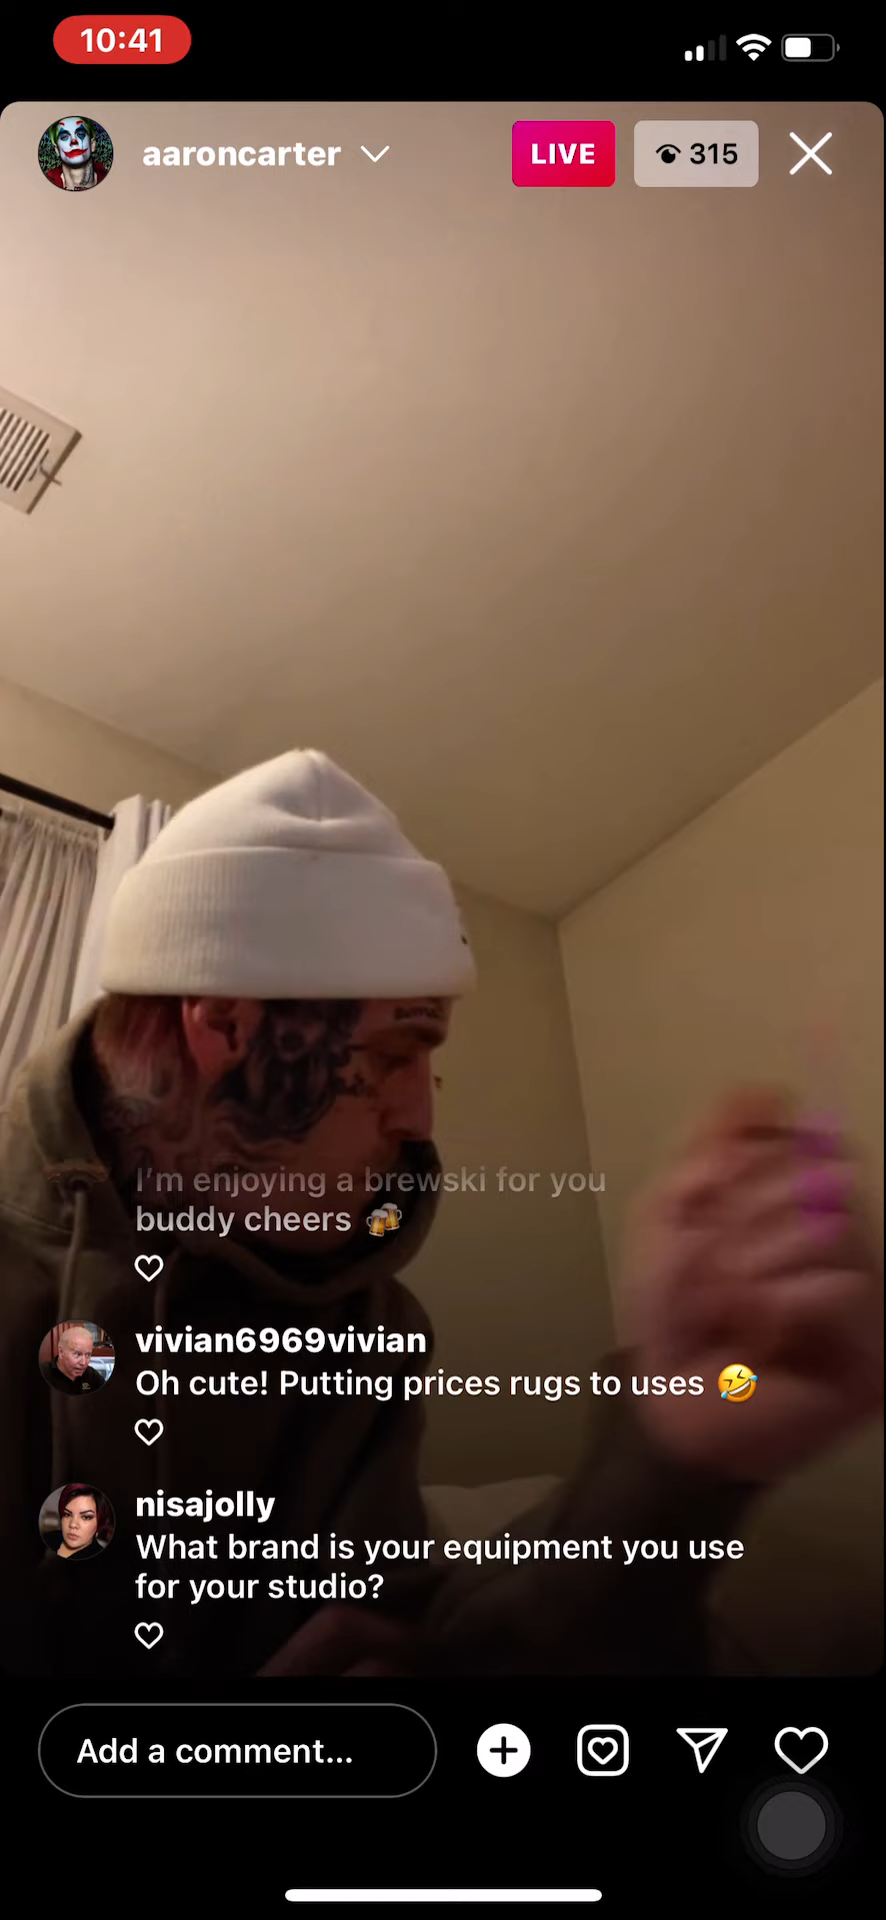 10:41
aaroncarter
LIVE
315
I'm enjoying a brewski for you
buddy cheers 🍻
vivian6969vivian
Oh cute! Putting prices rugs to uses 🤣
nisajolly
What brand is your equipment you use
for your studio?
Add a comment...